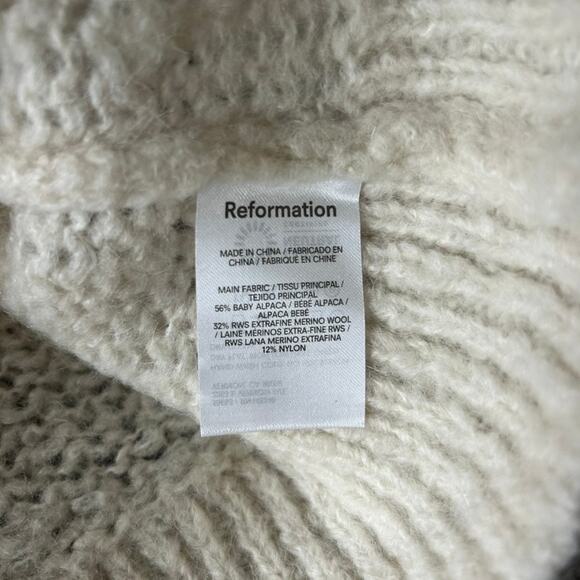 Reformation
MADE IN CHINA / FABRICADO EN
CHINA / FABRIQUÉ EN CHINE
MAIN FABRIC / TISSU PRINCIPAL /
TEJIDO PRINCIPAL
56% BABY ALPACA / BÉBÉ ALPACA /
ALPACA BEBÉ
32% RWS EXTRAFINE MERINO WOOL
/ LAINE MÉRINOS EXTRA-FINE RWS /
RWS LANA MERINO EXTRAFINA
12% NYLON